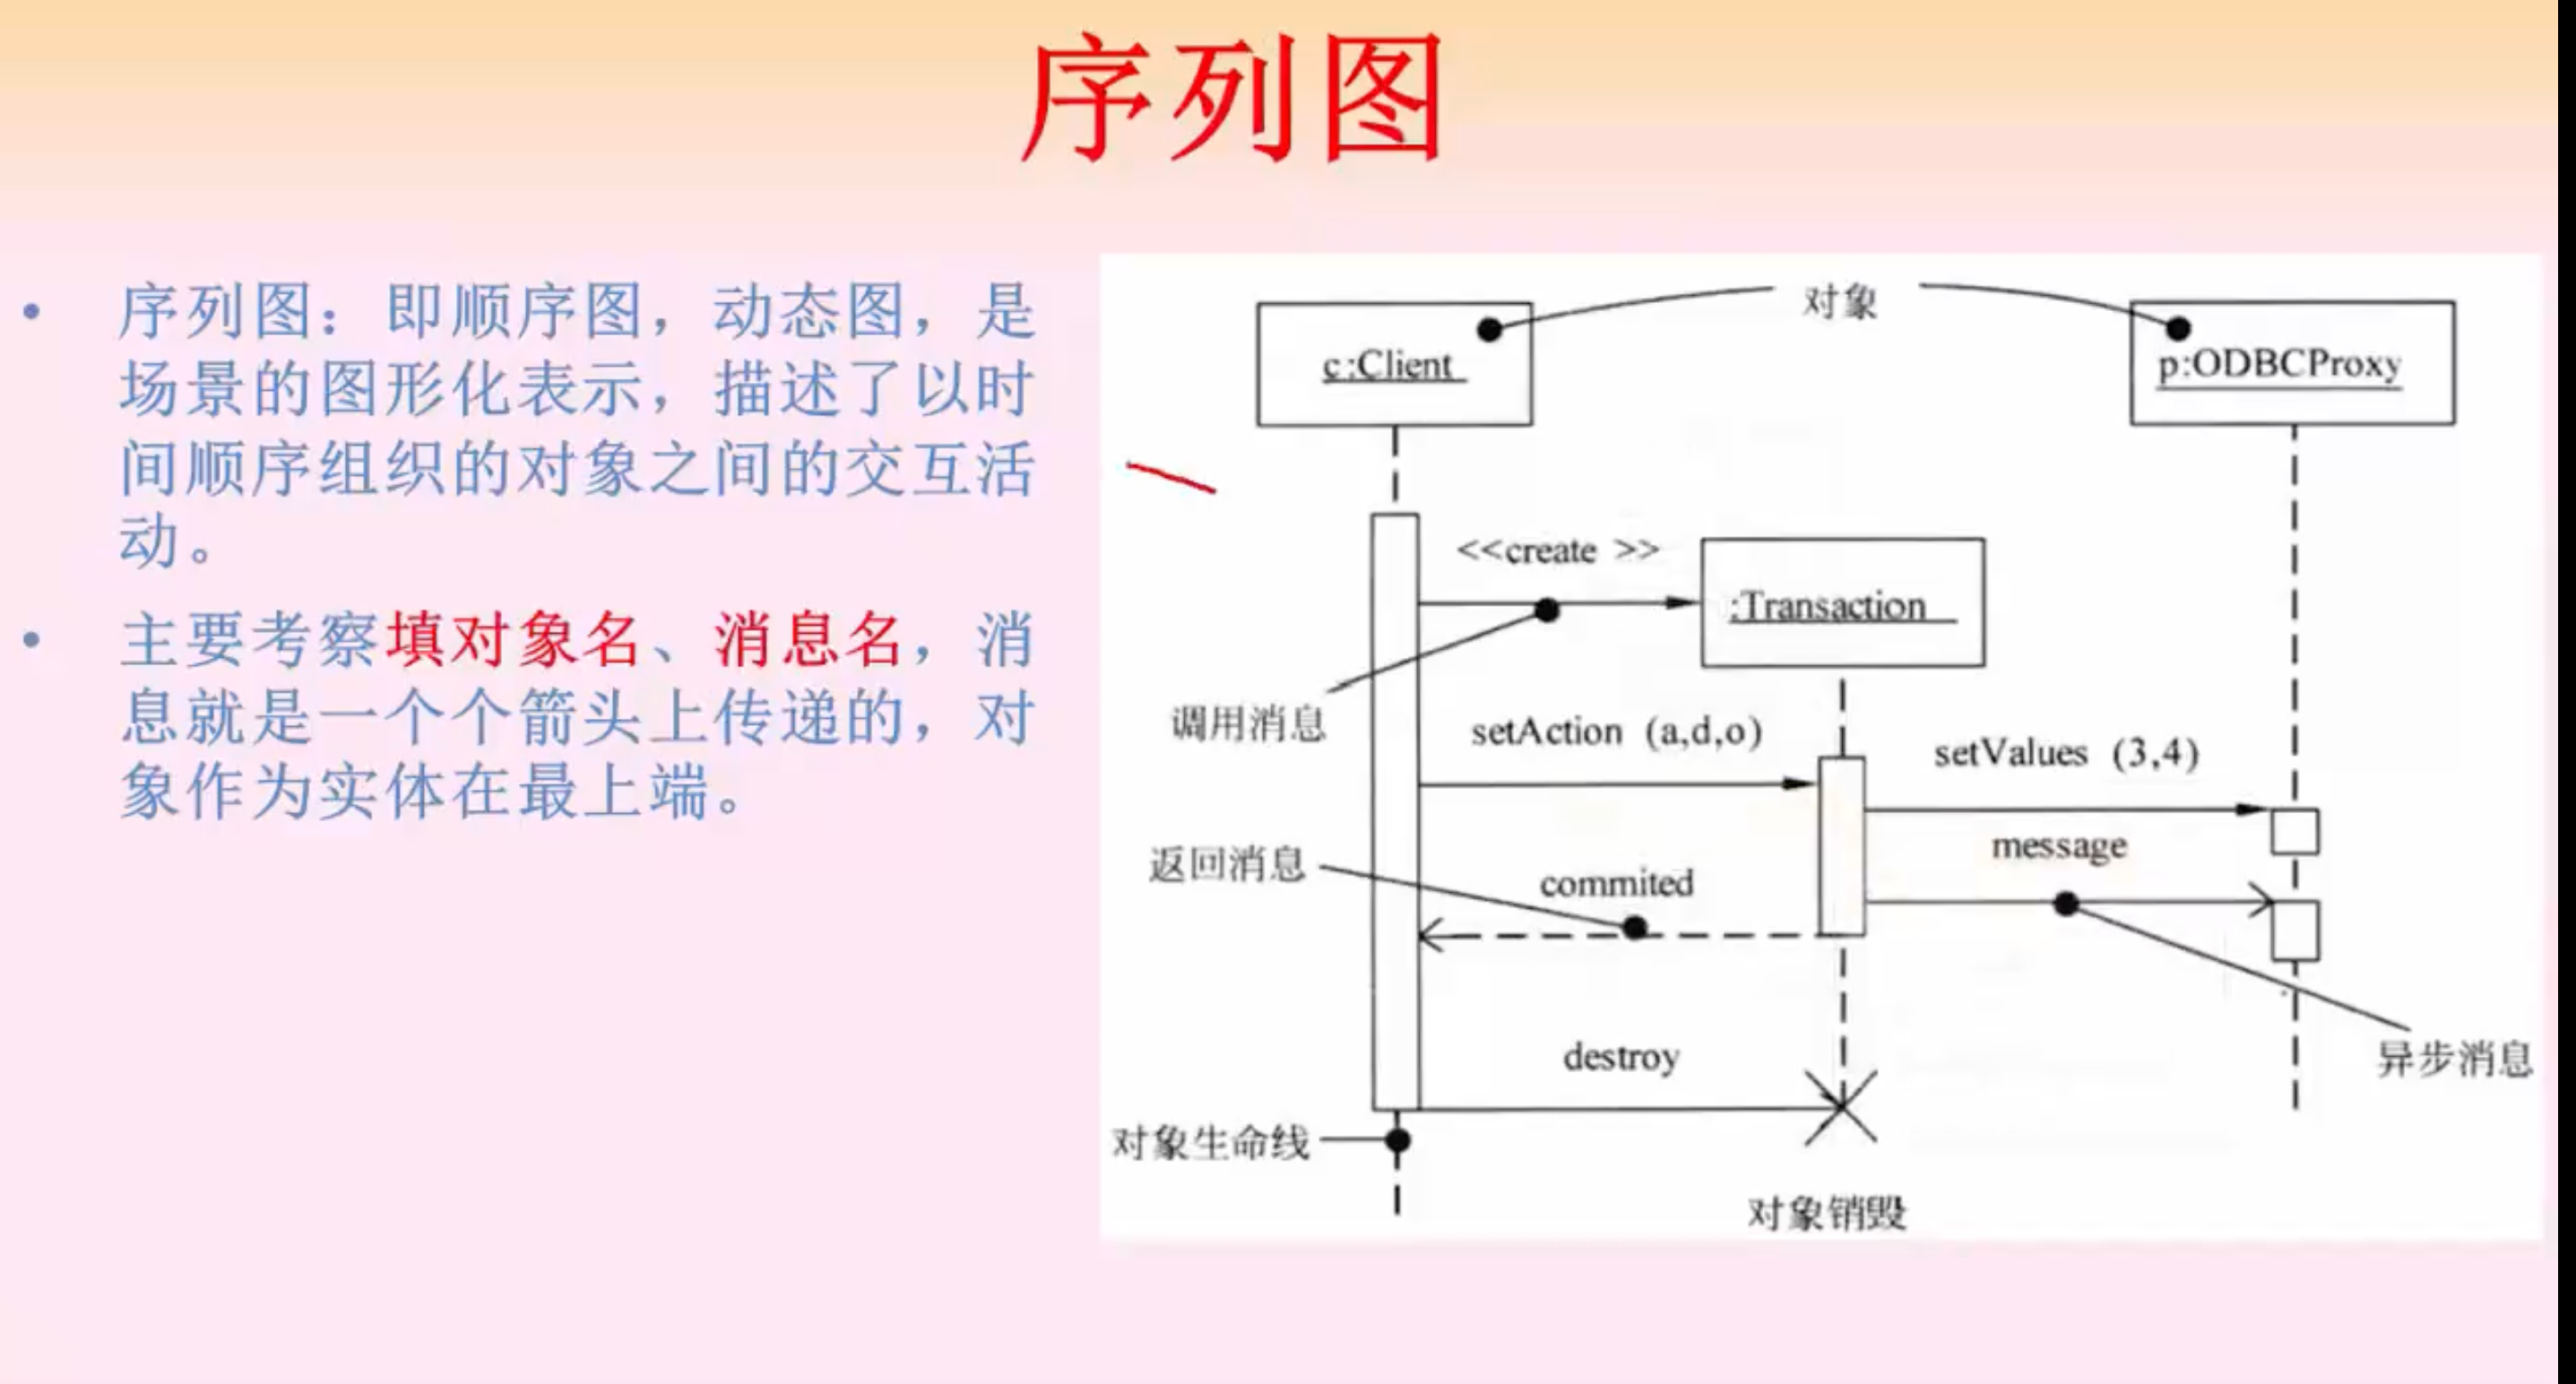 序列图
• 序列图：即顺序图，动态图，是
场景的图形化表示，描述了以时
间顺序组织的对象之间的交互活
动。
• 主要考察填对象名、消息名，消
息就是一个个箭头上传递的，对
象作为实体在最上端。
对象
c:Client
p:ODBCProxy
<<create >>
:Transaction
调用消息
setAction (a,d,o)
setValues (3,4)
message
返回消息
commited
destroy
异步消息
对象生命线
对象销毁